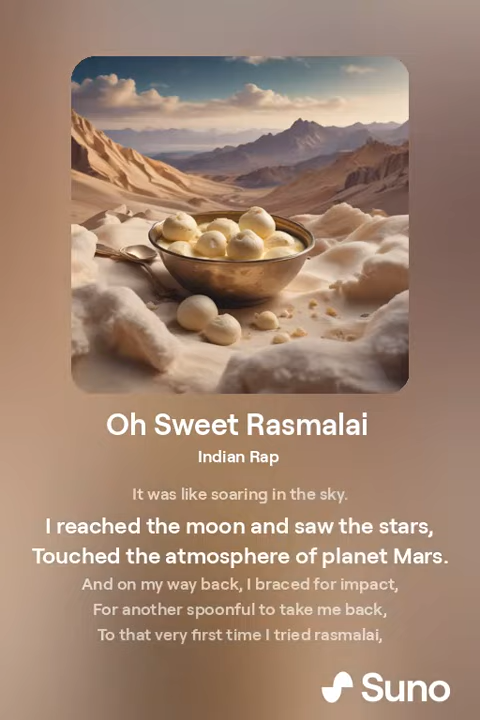 Oh Sweet Rasmalai
Indian Rap
It was like soaring in the sky.
I reached the moon and saw the stars,
Touched the atmosphere of planet Mars.
And on my way back, I braced for impact,
For another spoonful to take me back,
To that very first time I tried rasmalai,
Suno